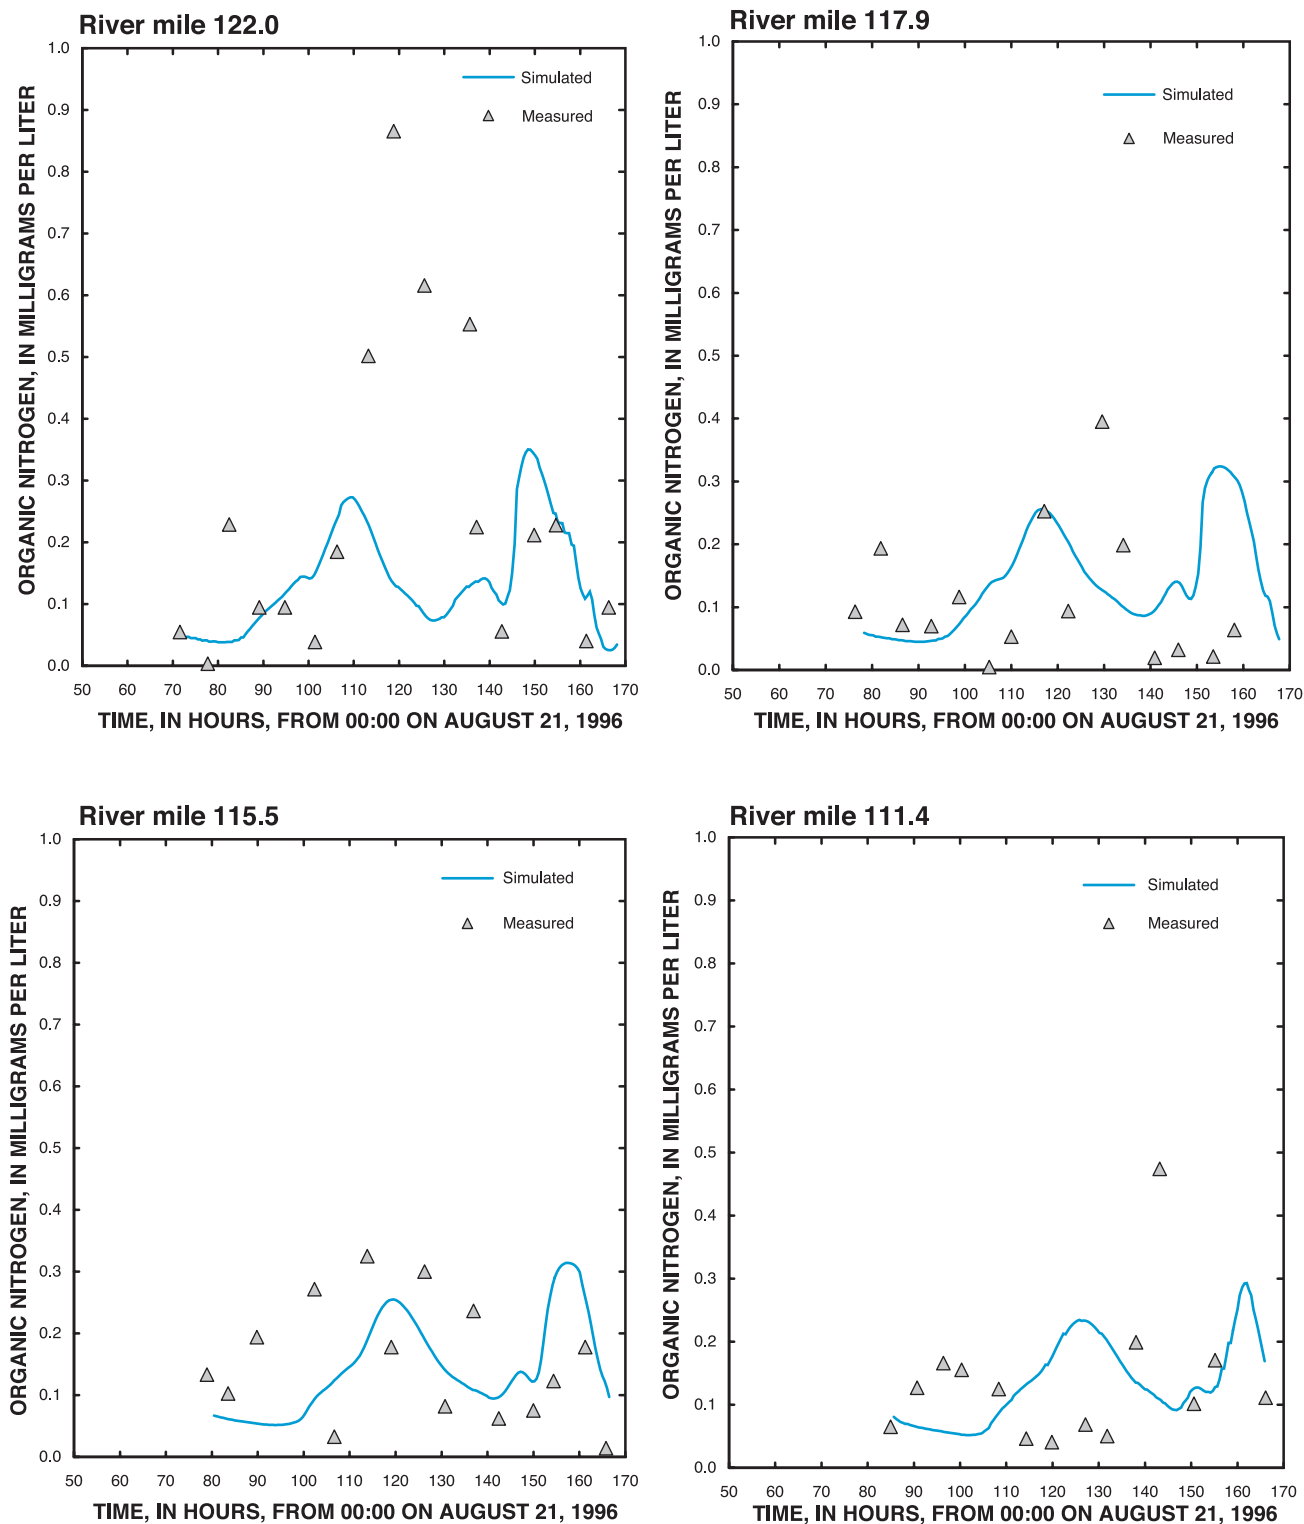 River mile 122.0
ORGANIC NITROGEN, IN MILLIGRAMS PER LITER
1.0
0.9
0.8
0.7
0.6
0.5
0.4
0.3
0.2
0.1
0.0
Simulated
Measured
50 60 70 80 90 100 110 120 130 140 150 160 170
TIME, IN HOURS, FROM 00:00 ON AUGUST 21, 1996
River mile 117.9
ORGANIC NITROGEN, IN MILLIGRAMS PER LITER
1.0
0.9
0.8
0.7
0.6
0.5
0.4
0.3
0.2
0.1
0.0
Simulated
Measured
50 60 70 80 90 100 110 120 130 140 150 160 170
TIME, IN HOURS, FROM 00:00 ON AUGUST 21, 1996
River mile 115.5
ORGANIC NITROGEN, IN MILLIGRAMS PER LITER
1.0
0.9
0.8
0.7
0.6
0.5
0.4
0.3
0.2
0.1
0.0
Simulated
Measured
50 60 70 80 90 100 110 120 130 140 150 160 170
TIME, IN HOURS, FROM 00:00 ON AUGUST 21, 1996
River mile 111.4
ORGANIC NITROGEN, IN MILLIGRAMS PER LITER
1.0
0.9
0.8
0.7
0.6
0.5
0.4
0.3
0.2
0.1
0.0
Simulated
Measured
50 60 70 80 90 100 110 120 130 140 150 160 170
TIME, IN HOURS, FROM 00:00 ON AUGUST 21, 1996